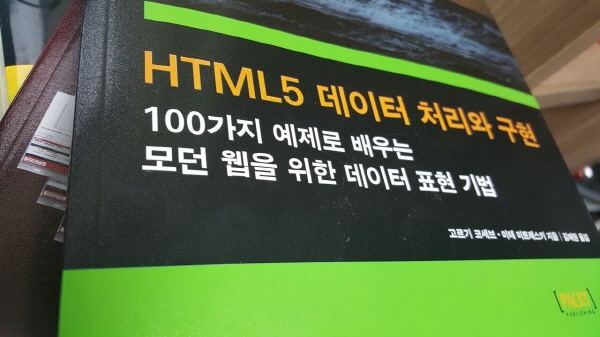 HTML5 데이터 처리와 구현
100가지 예제로 배우는
모던 웹을 위한 데이터 표현 기법
고르기 코세브 · 미테 미트레스키 지음 | 김태원 옮김
[PACKT]
PUBLISHING